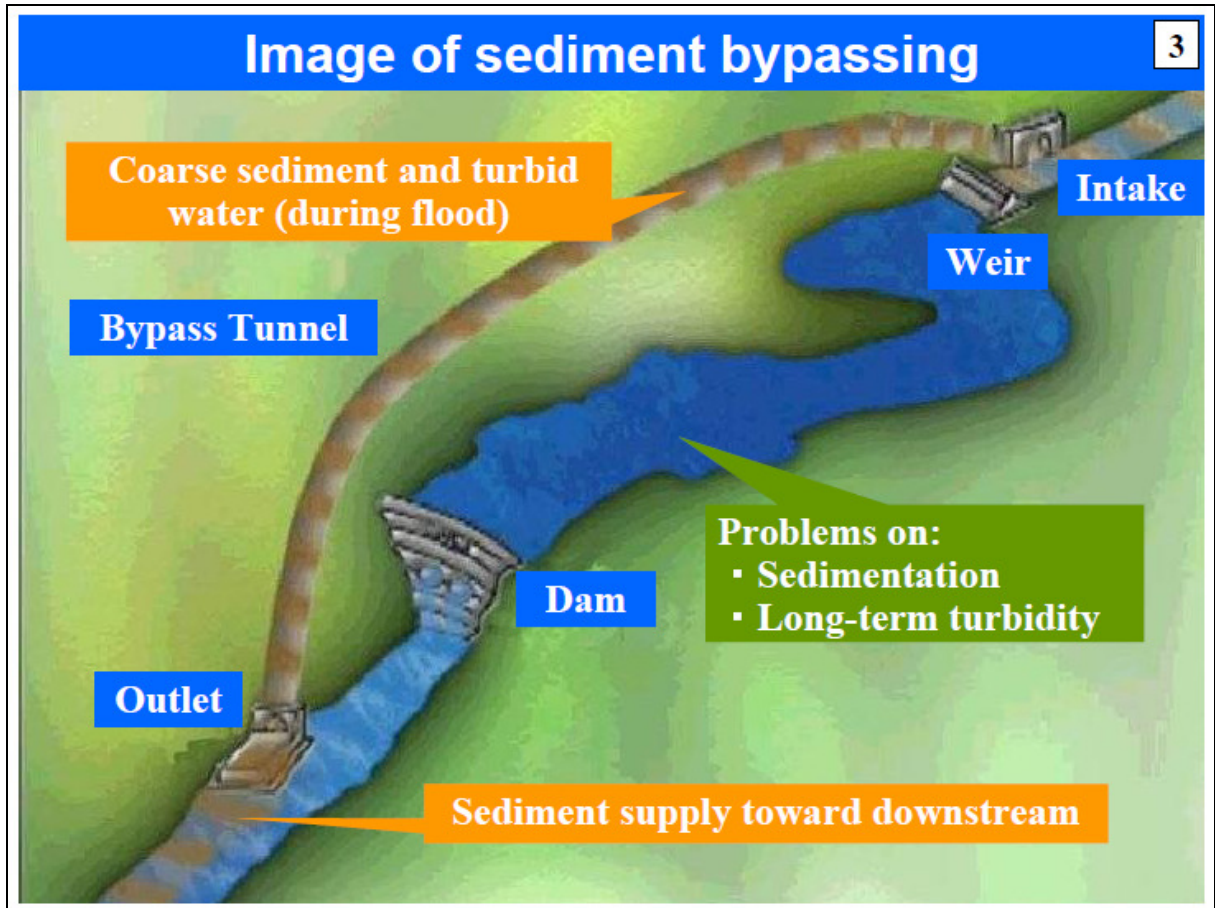 Image of sediment bypassing
3
Coarse sediment and turbid
water (during flood)
Intake
Weir
Bypass Tunnel
Problems on:
・Sedimentation
・Long-term turbidity
Dam
Outlet
Sediment supply toward downstream